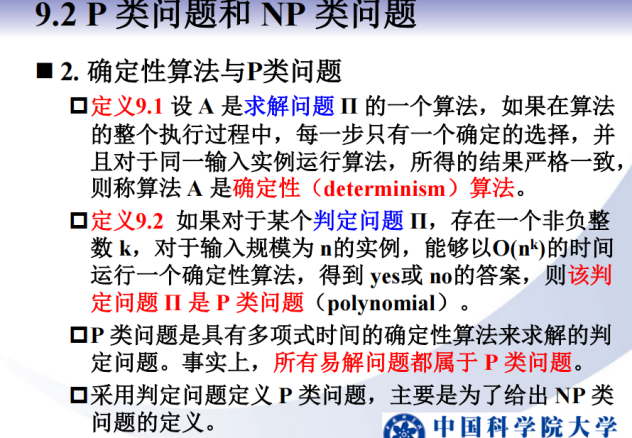 9.2 P 类问题和 NP 类问题
■ 2. 确定性算法与P类问题
定义9.1 设 A 是求解问题 Π 的一个算法，如果在算法
的整个执行过程中，每一步只有一个确定的选择，并
且对于同一输入实例运行算法，所得的结果严格一致，
则称算法 A 是确定性（determinism）算法。
定义9.2 如果对于某个判定问题 Π，存在一个非负整
数 k，对于输入规模为 n的实例，能够以O(nᵏ)的时间
运行一个确定性算法，得到 yes或 no的答案，则该判
定问题 Π 是 P 类问题（polynomial）。
P 类问题是具有多项式时间的确定性算法来求解的判
定问题。事实上，所有易解问题都属于 P 类问题。
采用判定问题定义 P 类问题，主要是为了给出 NP 类
问题的定义。
中国科学院大学